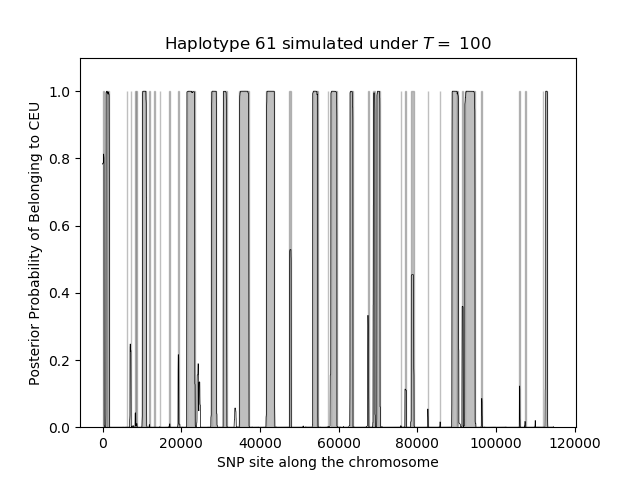 Haplotype 61 simulated under T = 100
Posterior Probability of Belonging to CEU
1.0
0.8
0.6
0.4
0.2
0.0
0 20000 40000 60000 80000 100000 120000
SNP site along the chromosome